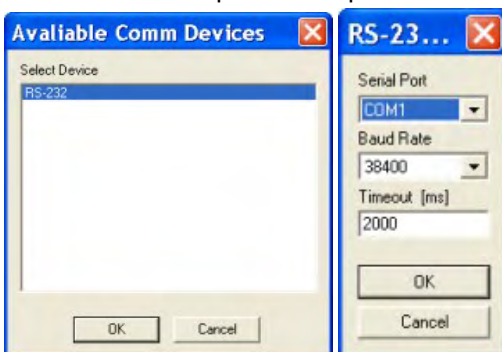 Avaliable Comm Devices
Select Device
RS-232
OK
Cancel
RS-23...
Serial Port
COM1
Baud Rate
38400
Timeout [ms]
2000
OK
Cancel